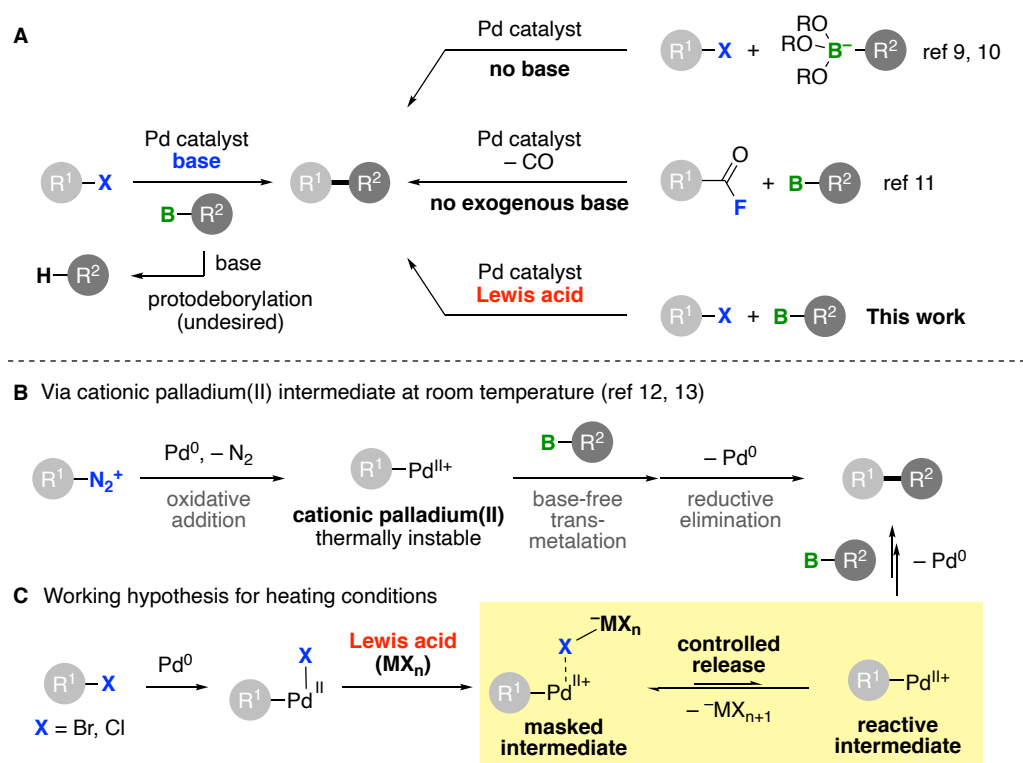 A
Pd catalyst
no base
R¹–X + RO RO RO B⁻–R² ref 9, 10
Pd catalyst
base
R¹–X
B–R²
R¹–R²
Pd catalyst
– CO
no exogenous base
R¹ O F + B–R² ref 11
base
H–R²
protodeborylation
(undesired)
Pd catalyst
Lewis acid
R¹–X + B–R² This work
B Via cationic palladium(II) intermediate at room temperature (ref 12, 13)
R¹–N₂⁺
Pd⁰, – N₂
oxidative
addition
R¹–Pdᴵᴵ⁺
cationic palladium(II)
thermally instable
B–R²
base-free
trans-
metalation
– Pd⁰
reductive
elimination
R¹–R²
B–R² – Pd⁰
C Working hypothesis for heating conditions
R¹–X
X = Br, Cl
Pd⁰
X
R¹–Pdᴵᴵ
Lewis acid
(MXₙ)
X ⁻MXₙ
R¹–Pdᴵᴵ⁺
masked
intermediate
controlled
release
– ⁻MXₙ₊₁
R¹–Pdᴵᴵ⁺
reactive
intermediate